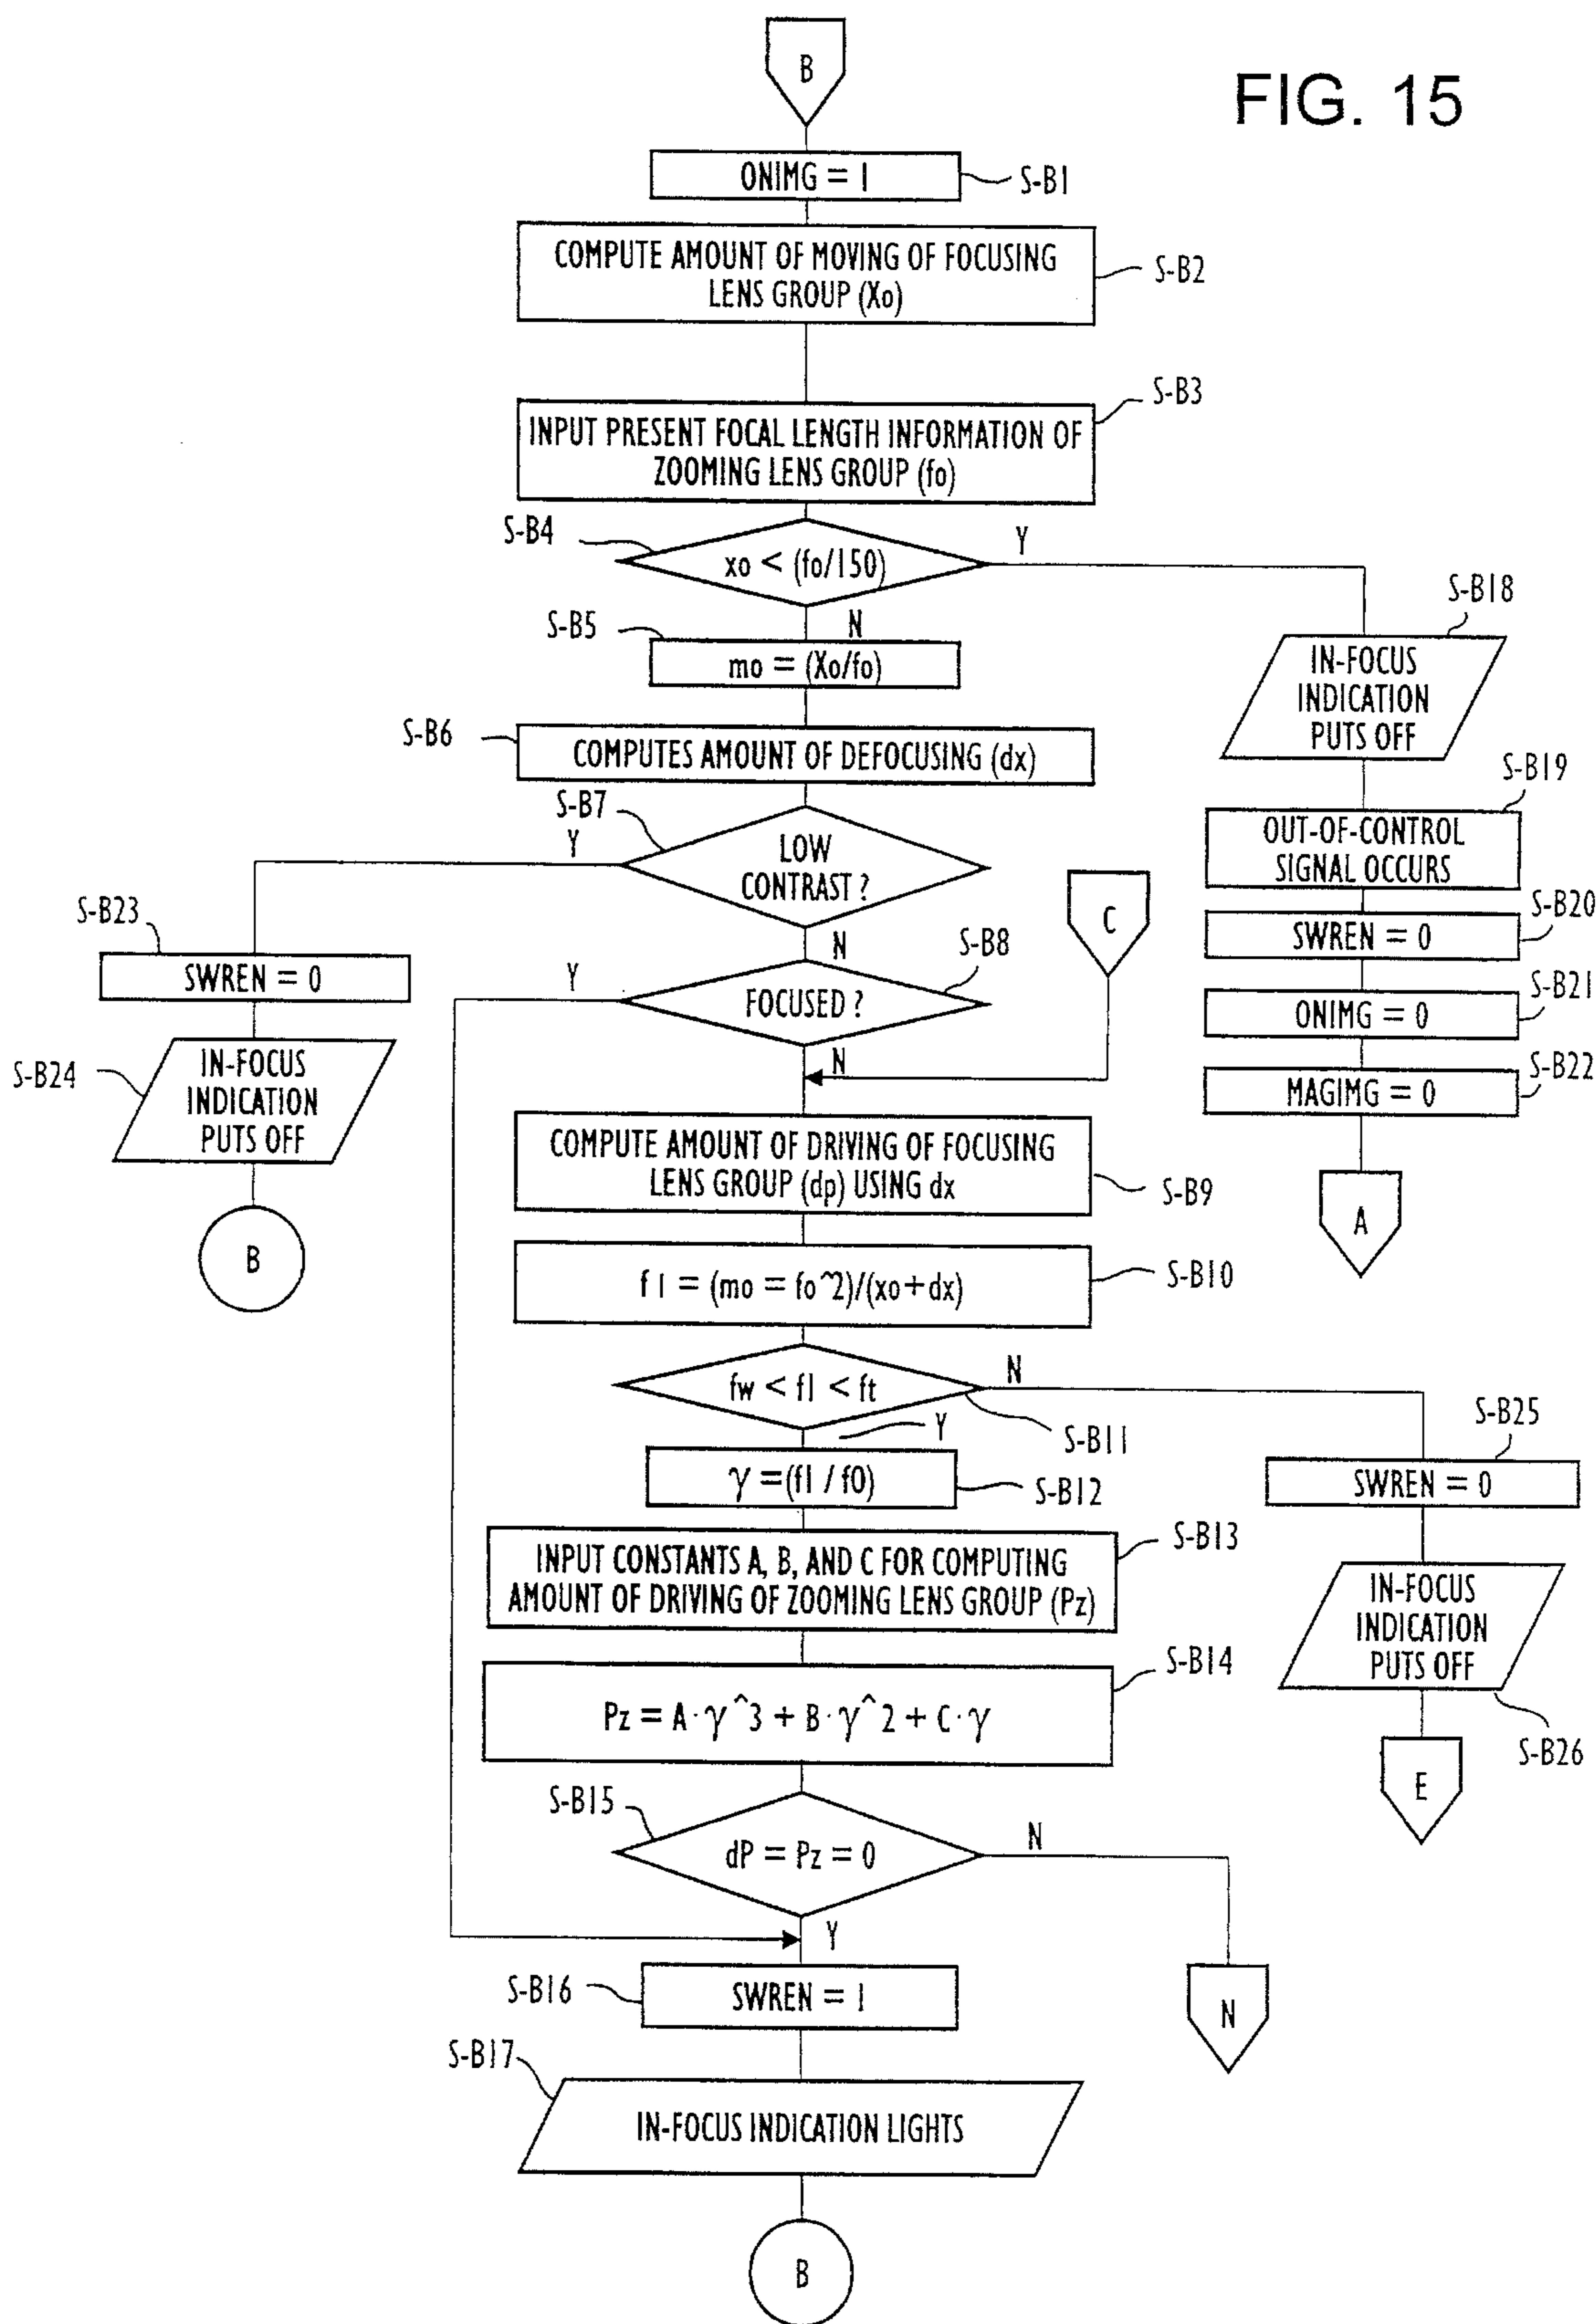 FIG. 15
B
ONIMG = 1
S-B1
COMPUTE AMOUNT OF MOVING OF FOCUSING
LENS GROUP (Xo)
S-B2
S-B3
INPUT PRESENT FOCAL LENGTH INFORMATION OF
ZOOMING LENS GROUP (fo)
S-B4
xo < (fo/150)
Y
N
S-B5
mo = (Xo/fo)
S-B6
COMPUTES AMOUNT OF DEFOCUSING (dx)
S-B7
Y
LOW
CONTRAST ?
N
S-B23
SWREN = 0
S-B24
IN-FOCUS
INDICATION
PUTS OFF
B
S-B8
Y
FOCUSED ?
N
C
S-B18
IN-FOCUS
INDICATION
PUTS OFF
S-B19
OUT-OF-CONTROL
SIGNAL OCCURS
S-B20
SWREN = 0
S-B21
ONIMG = 0
S-B22
MAGIMG = 0
A
COMPUTE AMOUNT OF DRIVING OF FOCUSING
LENS GROUP (dp) USING dx
S-B9
f1 = (mo = fo^2)/(xo+dx)
S-B10
fw < f1 < ft
N
S-B11
Y
γ =(f1 / f0)
S-B12
S-B13
INPUT CONSTANTS A, B, AND C FOR COMPUTING
AMOUNT OF DRIVING OF ZOOMING LENS GROUP (Pz)
S-B14
Pz = A·γ^3 + B·γ^2 + C·γ
S-B25
SWREN = 0
IN-FOCUS
INDICATION
PUTS OFF
S-B26
E
S-B15
dP = Pz = 0
N
Y
N
S-B16
SWREN = 1
S-B17
IN-FOCUS INDICATION LIGHTS
B